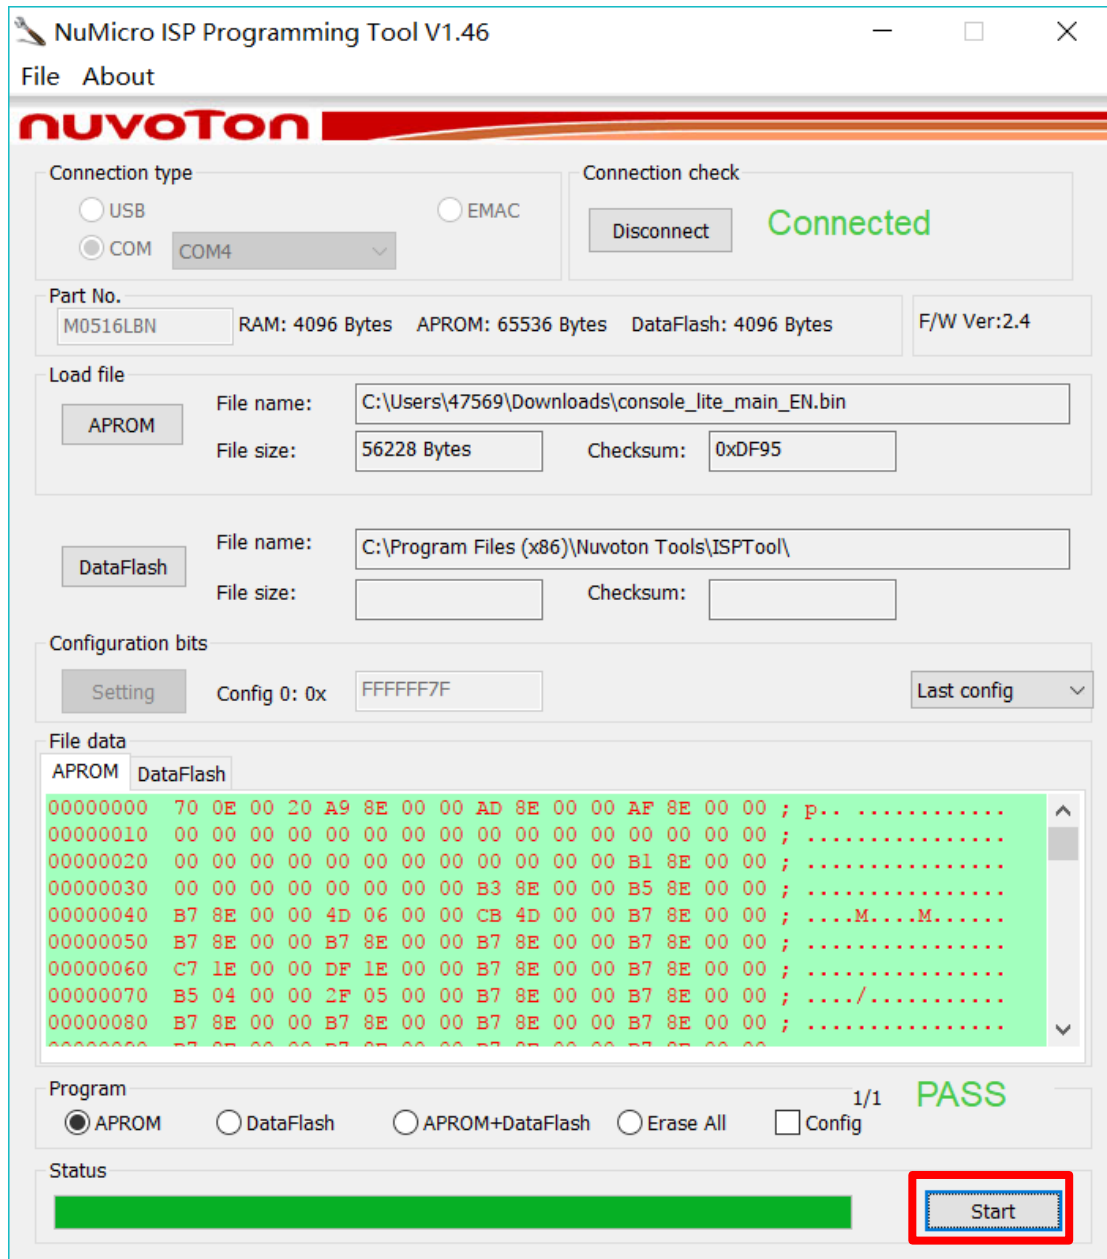 NuMicro ISP Programming Tool V1.46
File About
nuvoTon
Connection type
Connection check
USB
EMAC
COM
COM4
Disconnect
Connected
Part No.
M0516LBN
RAM: 4096 Bytes APROM: 65536 Bytes DataFlash: 4096 Bytes
F/W Ver:2.4
Load file
APROM
File name:
C:\Users\47569\Downloads\console_lite_main_EN.bin
File size:
56228 Bytes
Checksum:
0xDF95
DataFlash
File name:
C:\Program Files (x86)\Nuvoton Tools\ISPTool\
File size:
Checksum:
Configuration bits
Setting
Config 0: 0x
FFFFFF7F
Last config
File data
APROM DataFlash
00000000 70 0E 00 20 A9 8E 00 00 AD 8E 00 00 AF 8E 00 00 ; p.. ............
00000010 00 00 00 00 00 00 00 00 00 00 00 00 00 00 00 00 ; ................
00000020 00 00 00 00 00 00 00 00 00 00 00 00 B1 8E 00 00 ; ................
00000030 00 00 00 00 00 00 00 00 B3 8E 00 00 B5 8E 00 00 ; ................
00000040 B7 8E 00 00 4D 06 00 00 CB 4D 00 00 B7 8E 00 00 ; ....M....M......
00000050 B7 8E 00 00 B7 8E 00 00 B7 8E 00 00 B7 8E 00 00 ; ................
00000060 C7 1E 00 00 DF 1E 00 00 B7 8E 00 00 B7 8E 00 00 ; ................
00000070 B5 04 00 00 2F 05 00 00 B7 8E 00 00 B7 8E 00 00 ; ..../...........
00000080 B7 8E 00 00 B7 8E 00 00 B7 8E 00 00 B7 8E 00 00 ; ................
Program
1/1
PASS
APROM
DataFlash
APROM+DataFlash
Erase All
Config
Status
Start